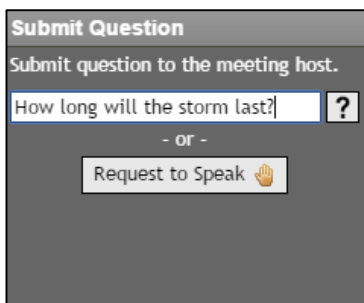 Submit Question
Submit question to the meeting host.
How long will the storm last? ?
- or -
Request to Speak